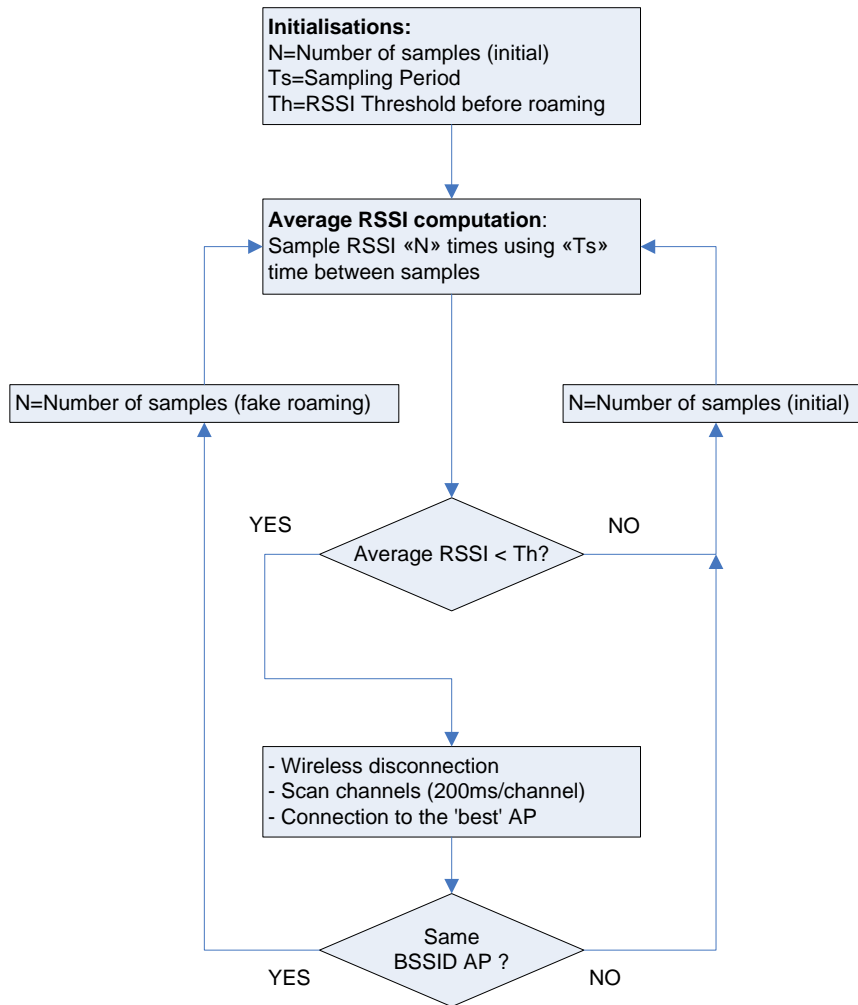 Initialisations:
N=Number of samples (initial)
Ts=Sampling Period
Th=RSSI Threshold before roaming
Average RSSI computation:
Sample RSSI «N» times using «Ts»
time between samples
N=Number of samples (fake roaming)
N=Number of samples (initial)
YES
NO
Average RSSI < Th?
- Wireless disconnection
- Scan channels (200ms/channel)
- Connection to the 'best' AP
Same
BSSID AP ?
YES
NO